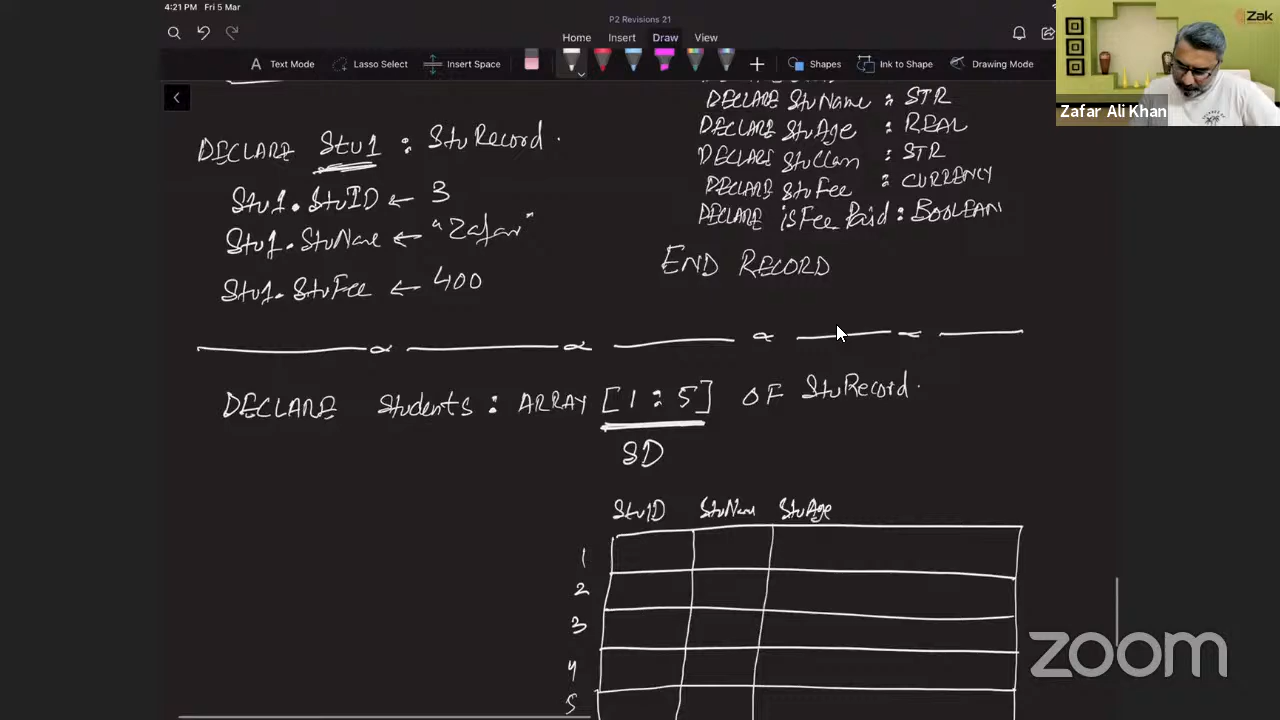 4:21 PM Fri 5 Mar
P2 Revisions 21
Home Insert Draw View
Text Mode Lasso Select Insert Space Shapes Ink to Shape Drawing Mode
Zak
Zafar Ali Khan
DECLARE StuName : STR
DECLARE StuAge : REAL
DECLARE StuClass : STR
DECLARE StuFee : CURRENCY
DECLARE isFeePaid : BOOLEAN
END RECORD
DECLARE Stu1 : StuRecord.
Stu1.StuID ← 3
Stu1.StuName ← "Zafar"
Stu1.StuFee ← 400
DECLARE Students : ARRAY [1 : 5] OF StuRecord.
SD
StuID StuName StuAge
1
2
3
4
5
zoom